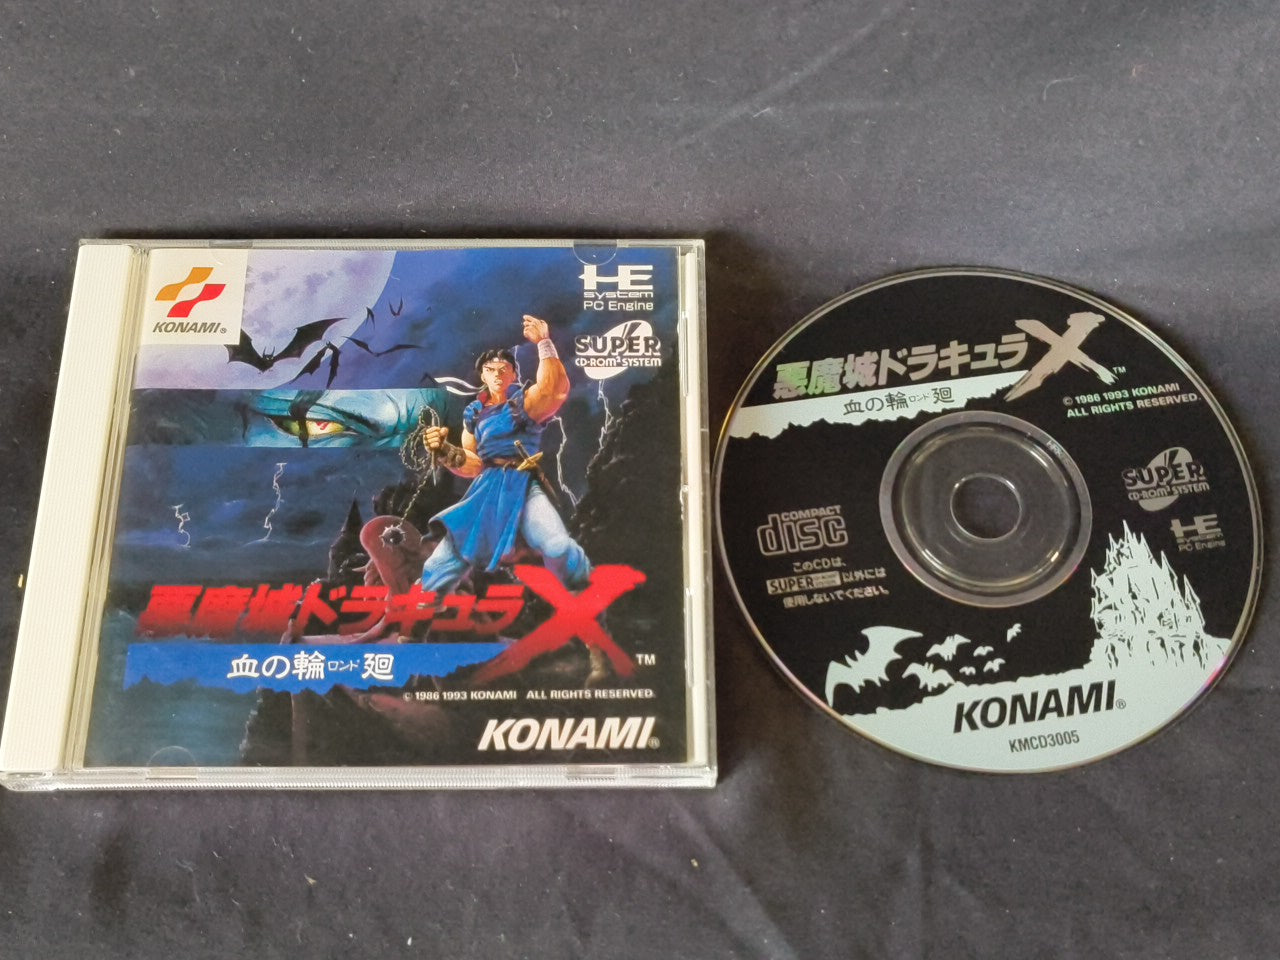 KONAMI®
HE
system
PC Engine
SUPER
CD-ROM² SYSTEM
悪魔城ドラキュラX
™
血の輪ロンド廻
© 1986 1993 KONAMI ALL RIGHTS RESERVED.
KONAMI®
悪魔城ドラキュラX
™
血の輪ロンド廻
© 1986 1993 KONAMI
ALL RIGHTS RESERVED.
SUPER
CD-ROM² SYSTEM
HE
system
PC Engine
COMPACT
disc
このCDは、
SUPER CD-ROM² SYSTEM 以外には
使用しないでください。
KONAMI®
KMCD3005